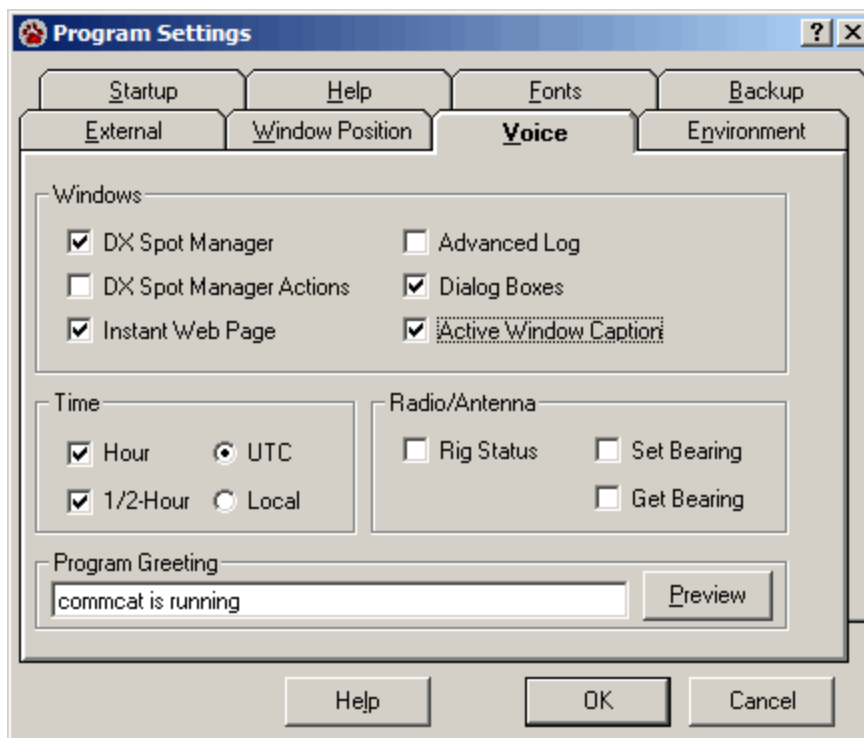 Program Settings
Startup Help Fonts Backup
External Window Position Voice Environment
Windows
DX Spot Manager Advanced Log
DX Spot Manager Actions Dialog Boxes
Instant Web Page Active Window Caption
Time Radio/Antenna
Hour UTC Rig Status Set Bearing
1/2-Hour Local Get Bearing
Program Greeting
commcat is running Preview
Help OK Cancel